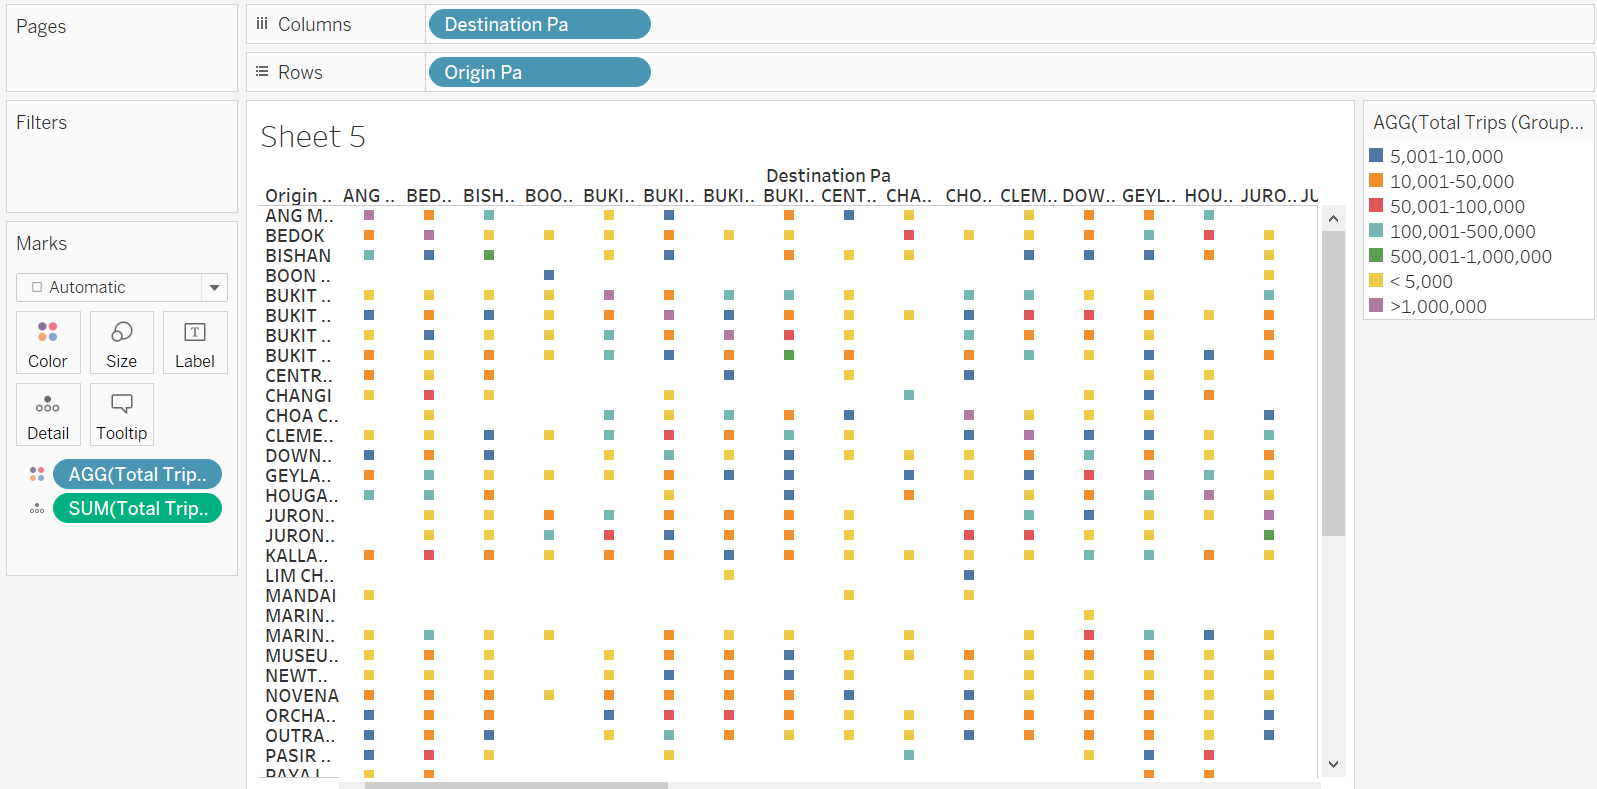 Pages
Columns
Destination Pa
Rows
Origin Pa
Filters
Marks
Automatic
Color
Size
Label
Detail
Tooltip
AGG(Total Trip..
SUM(Total Trip..
Sheet 5
Destination Pa
Origin .. ANG .. BED.. BISH.. BOO.. BUKI.. BUKI.. BUKI.. BUKI.. CENT.. CHA.. CHO.. CLEM.. DOW.. GEYL.. HOU.. JURO.. JU
ANG M..
BEDOK
BISHAN
BOON ..
BUKIT ..
BUKIT ..
BUKIT ..
BUKIT ..
CENTR..
CHANGI
CHOA C..
CLEME..
DOWN..
GEYLA..
HOUGA..
JURON..
JURON..
KALLA..
LIM CH..
MANDAI
MARIN..
MARIN..
MUSEU..
NEWT..
NOVENA
ORCHA..
OUTRA..
PASIR ..
PAYA L..
AGG(Total Trips (Group...
5,001-10,000
10,001-50,000
50,001-100,000
100,001-500,000
500,001-1,000,000
< 5,000
>1,000,000